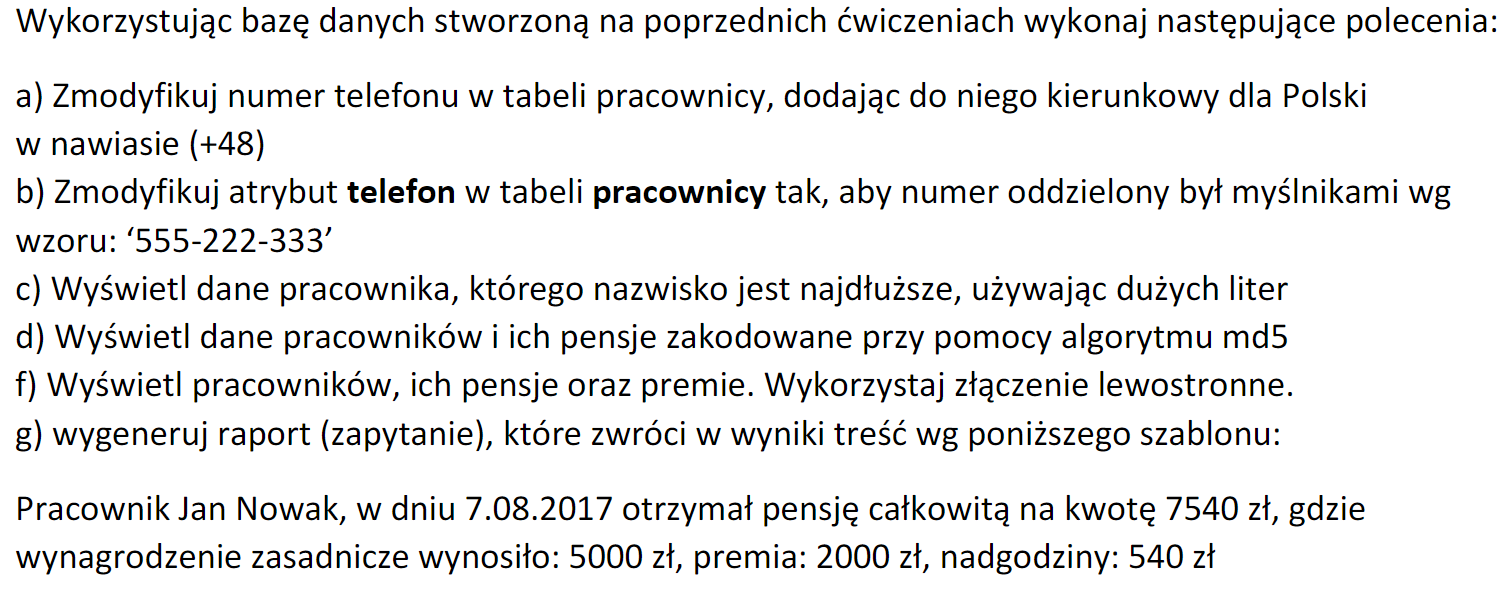 Wykorzystując bazę danych stworzoną na poprzednich ćwiczeniach wykonaj następujące polecenia:
a) Zmodyfikuj numer telefonu w tabeli pracownicy, dodając do niego kierunkowy dla Polski
w nawiasie (+48)
b) Zmodyfikuj atrybut telefon w tabeli pracownicy tak, aby numer oddzielony był myślnikami wg
wzoru: ‘555-222-333’
c) Wyświetl dane pracownika, którego nazwisko jest najdłuższe, używając dużych liter
d) Wyświetl dane pracowników i ich pensje zakodowane przy pomocy algorytmu md5
f) Wyświetl pracowników, ich pensje oraz premie. Wykorzystaj złączenie lewostronne.
g) wygeneruj raport (zapytanie), które zwróci w wyniki treść wg poniższego szablonu:
Pracownik Jan Nowak, w dniu 7.08.2017 otrzymał pensję całkowitą na kwotę 7540 zł, gdzie
wynagrodzenie zasadnicze wynosiło: 5000 zł, premia: 2000 zł, nadgodziny: 540 zł